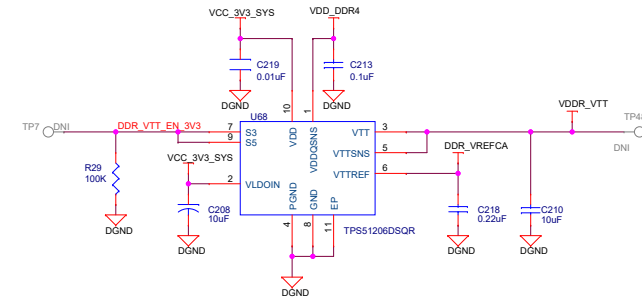 VCC_3V3_SYS
VDD_DDR4
C219
0.01uF
C213
0.1uF
DGND
DGND
VDDR_VTT
TP7
DNI
DDR_VTT_EN_3V3
U68
10
1
7
S3
9
S5
VDD
VDDQSNS
VTT
3
VTTSNS
5
VTTREF
6
DDR_VREFCA
DNI
R29
100K
VCC_3V3_SYS
2
VLDOIN
PGND
GND
EP
C208
10uF
4
8
11
TPS51206DSQR
C218
0.22uF
C210
10uF
DGND
DGND
DGND
DGND
DGND